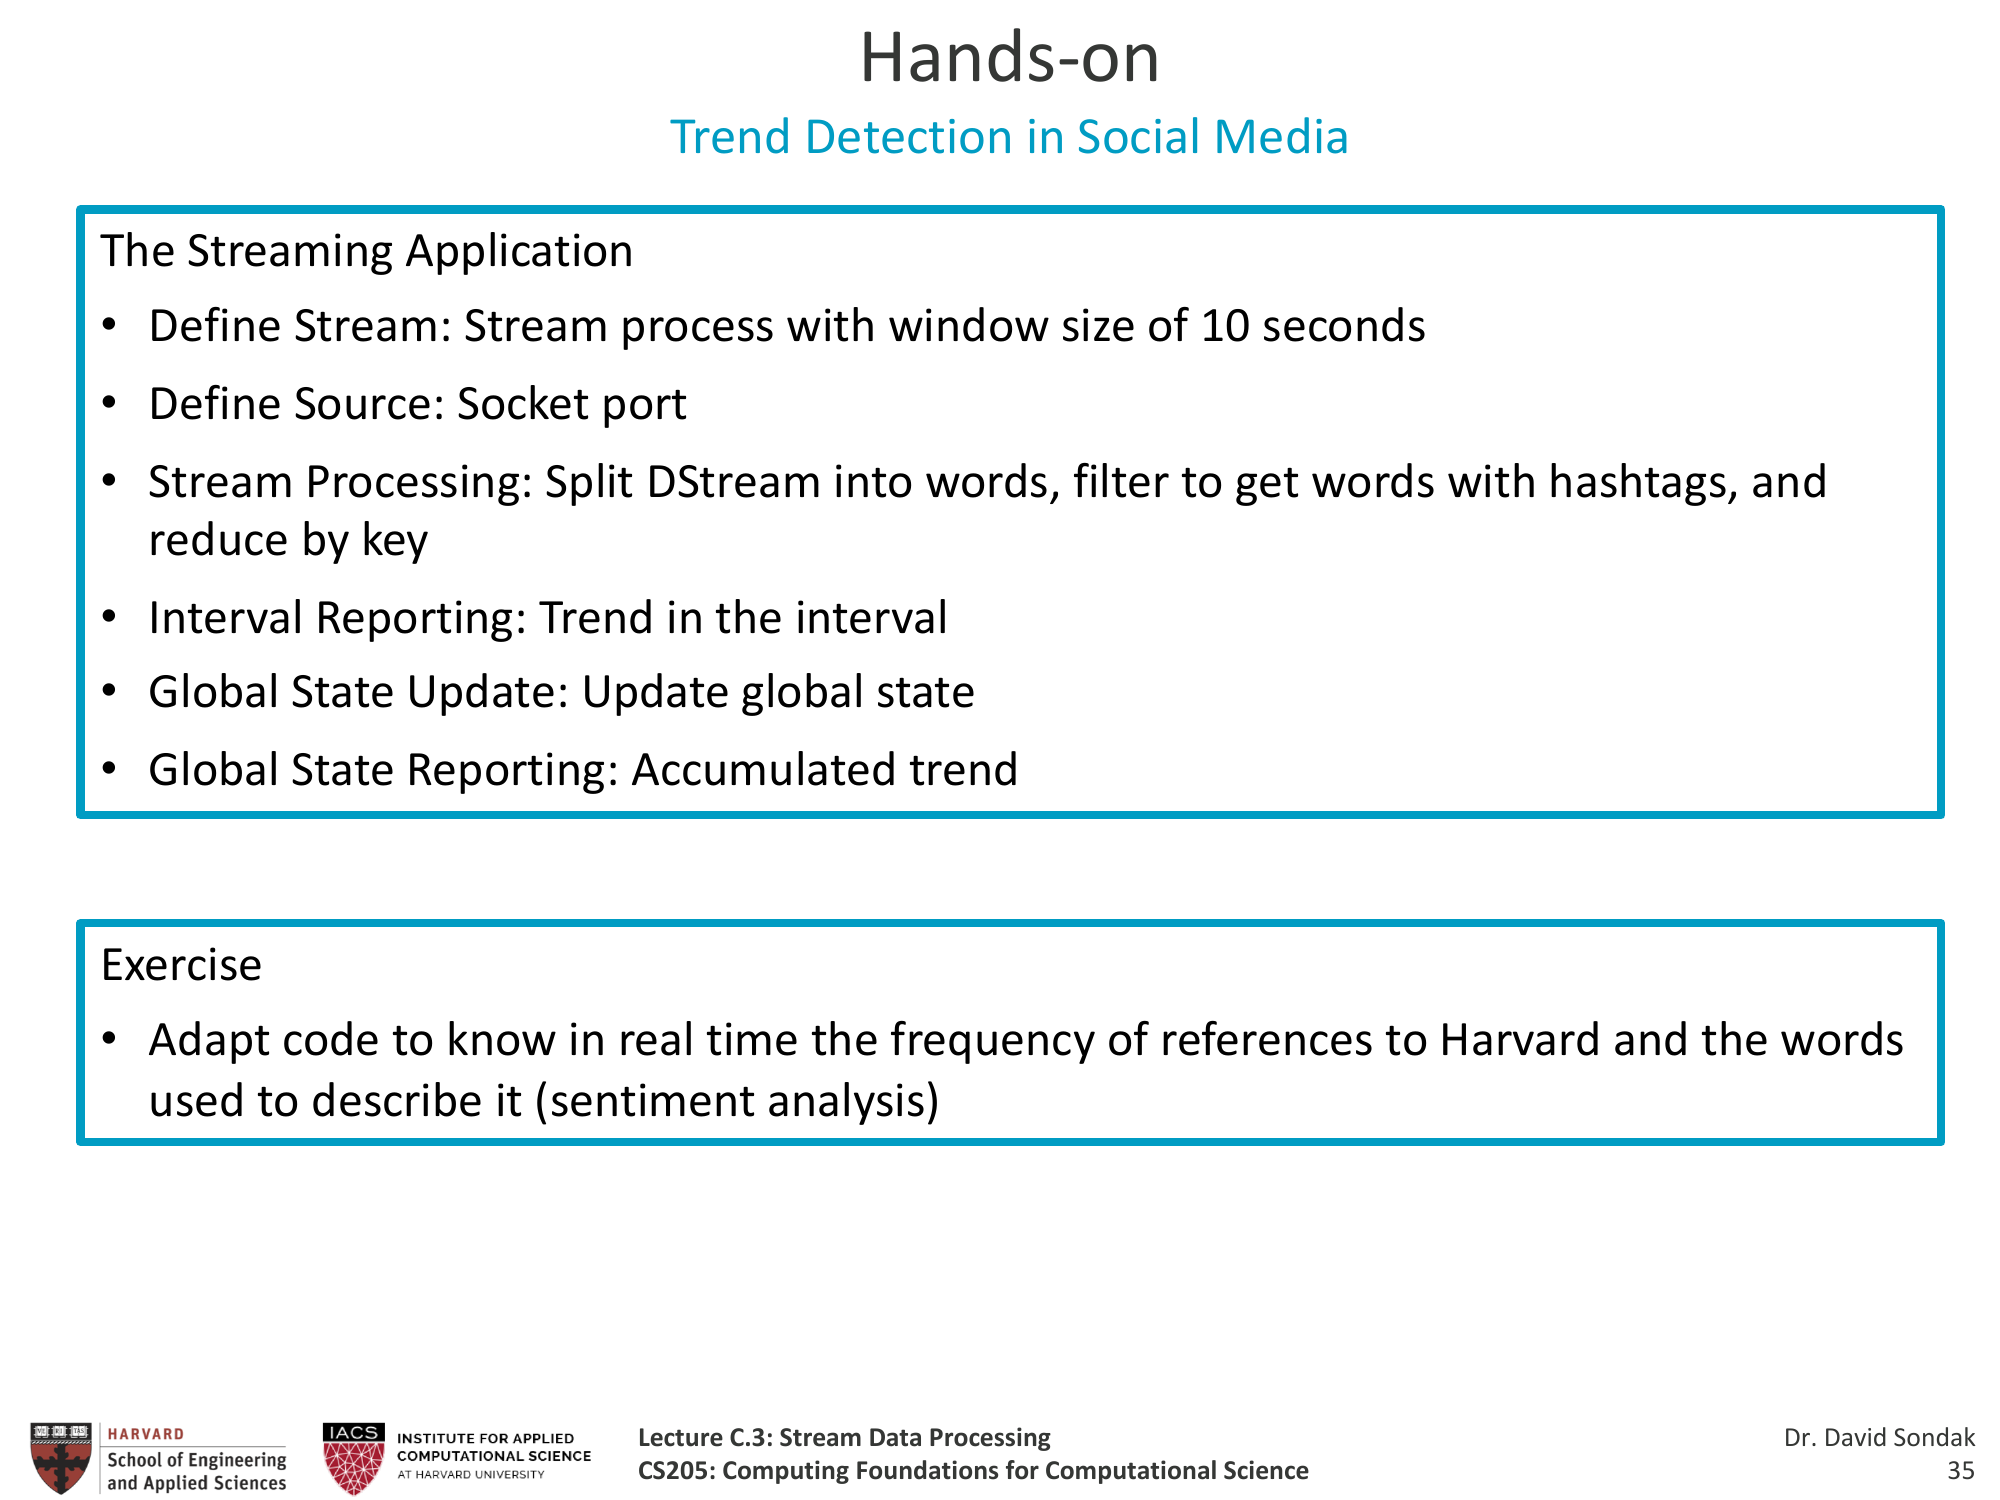 Hands-on
Trend Detection in Social Media
The Streaming Application
• Define Stream: Stream process with window size of 10 seconds
• Define Source: Socket port
• Stream Processing: Split DStream into words, filter to get words with hashtags, and
reduce by key
• Interval Reporting: Trend in the interval
• Global State Update: Update global state
• Global State Reporting: Accumulated trend
Exercise
• Adapt code to know in real time the frequency of references to Harvard and the words
used to describe it (sentiment analysis)
HARVARD
School of Engineering
and Applied Sciences
IACS
INSTITUTE FOR APPLIED
COMPUTATIONAL SCIENCE
AT HARVARD UNIVERSITY
Lecture C.3: Stream Data Processing
CS205: Computing Foundations for Computational Science
Dr. David Sondak
35